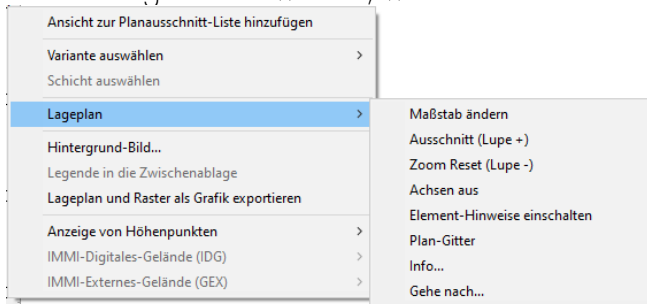 Ansicht zur Planausschnitt-Liste hinzufügen
Variante auswählen
Schicht auswählen
Lageplan
Hintergrund-Bild...
Legende in die Zwischenablage
Lageplan und Raster als Grafik exportieren
Anzeige von Höhenpunkten
IMMI-Digitales-Gelände (IDG)
IMMI-Externes-Gelände (GEX)
Maßstab ändern
Ausschnitt (Lupe +)
Zoom Reset (Lupe -)
Achsen aus
Element-Hinweise einschalten
Plan-Gitter
Info...
Gehe nach...